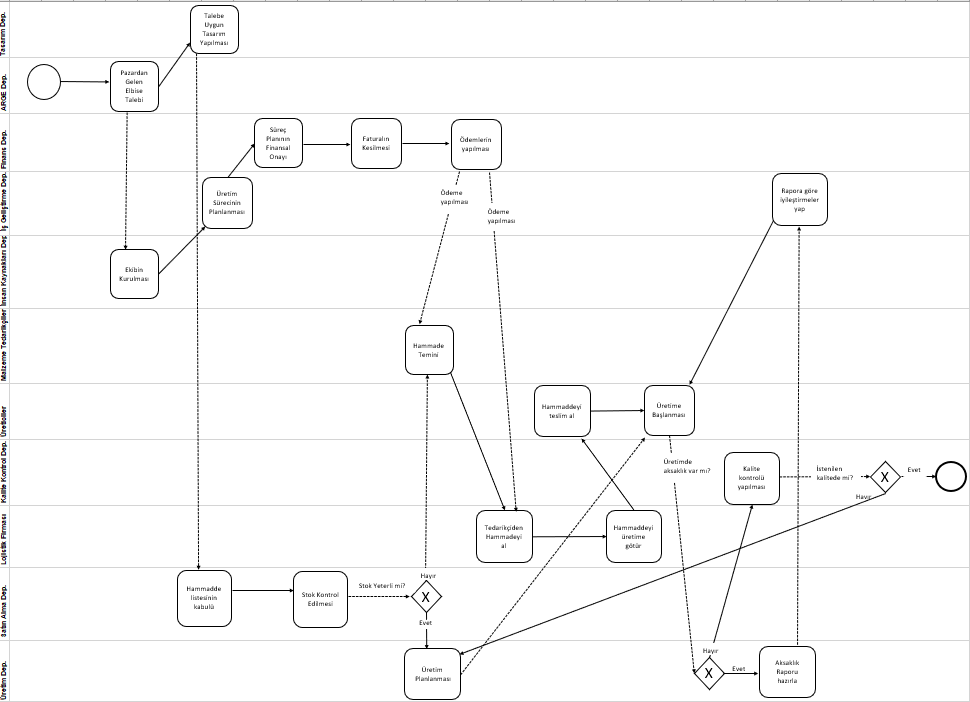 Tasarım Dep.
Talebe
Uygun
Tasarım
Yapılması
ARGE Dep.
Pazardan
Gelen
Elbise
Talebi
Finans Dep.
Süreç
Planının
Finansal
Onayı
Faturalın
Kesilmesi
Ödemlerin
yapılması
İş Geliştirme Dep.
Üretim
Sürecinin
Planlanması
Ödeme
yapılması
Ödeme
yapılması
Rapora göre
iyileştirmeler
yap
İnsan Kaynakları Dep.
Ekibin
Kurulması
Malzeme Tedarikçiler
Hammade
Temini
Üreticiler
Hammaddeyi
teslim al
Üretime
Başlanması
Kalite Kontrol Dep.
Üretimde
aksaklık var mı?
Kalite
kontrolü
yapılması
İstenilen
kalitede mi?
X
Evet
Hayır
Lojistik Firması
Tedarikçiden
Hammadeyi
al
Hammaddeyi
üretime
götür
Satın Alma Dep.
Hammadde
listesinin
kabulü
Stok Kontrol
Edilmesi
Stok Yeterli mi?
Hayır
X
Evet
Üretim Dep.
Üretim
Planlanması
Hayır
X
Evet
Aksaklık
Raporu
hazırla